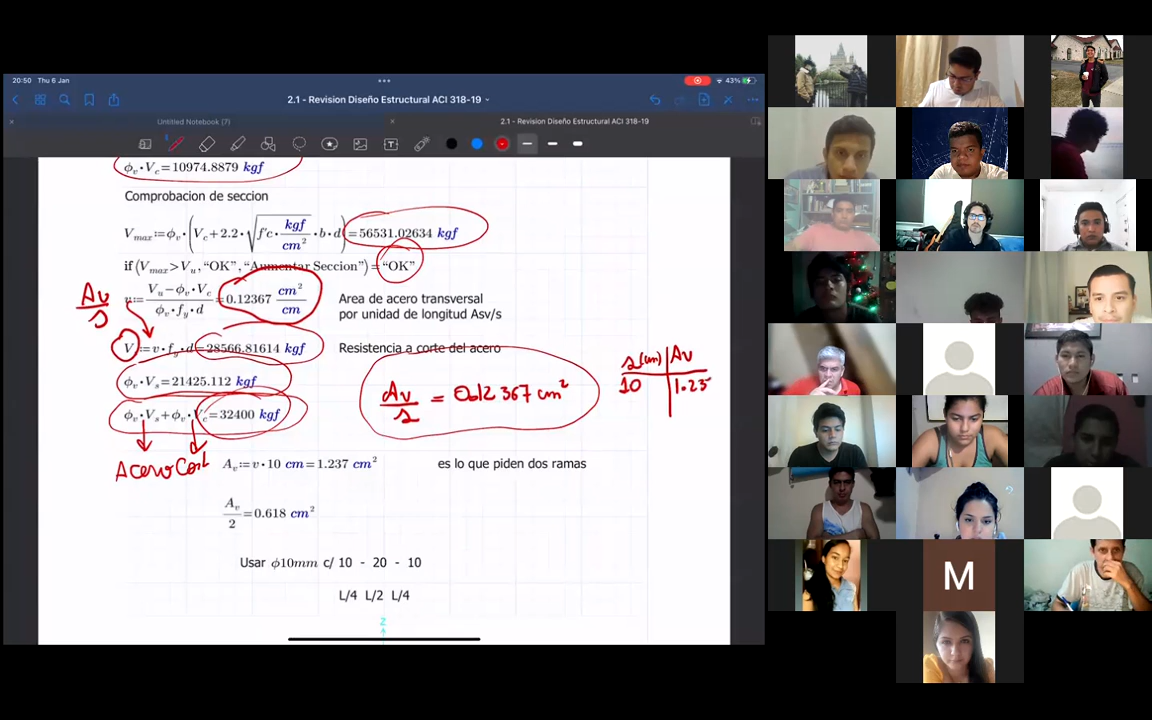 20:50 Thu 6 Jan
43%
2.1 - Revision Diseño Estructural ACI 318-19
Untitled Notebook (7)
2.1 - Revision Diseño Estructural ACI 318-19
ϕv·Vc=10974.8879 kgf
Comprobacion de seccion
Vmax:=ϕv·(Vc+2.2·√(f'c·kgf/cm²)·b·d)=56531.02634 kgf
if(Vmax>Vu,"OK","Aumentar Seccion")="OK"
Av/s
v:=(Vu−ϕv·Vc)/(ϕv·fy·d)=0.12367 cm²/cm
Area de acero transversal
por unidad de longitud Asv/s
:=v·fy·d=28566.81614 kgf
Resistencia a corte del acero
s(cm) Av
10 1.23
ϕv·Vs=21425.112 kgf
Av/s = 0.12367 cm²
ϕv·Vs+ϕv·Vc=32400 kgf
Acero
Av:=v·10 cm=1.237 cm²
es lo que piden dos ramas
Av/2=0.618 cm²
Usar ϕ10mm c/ 10 - 20 - 10
L/4 L/2 L/4
2
M